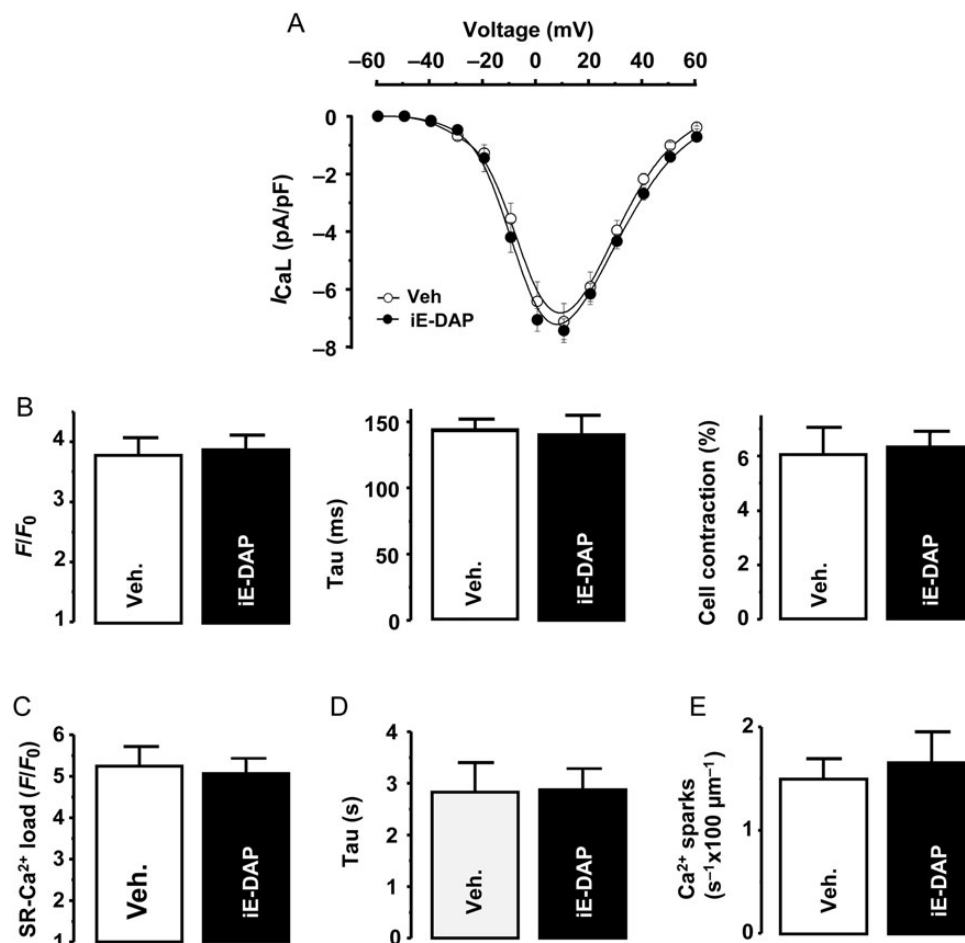 A
Voltage (mV)
–60 –40 –20 0 20 40 60
0
–2
–4
–6
–8
ICaL (pA/pF)
Veh
iE-DAP
B
4
3
2
1
F/F0
Veh.
iE-DAP
150
100
50
0
Tau (ms)
Veh.
iE-DAP
6
4
2
0
Cell contraction (%)
Veh.
iE-DAP
C
6
5
4
3
2
1
SR-Ca²⁺ load (F/F0)
Veh.
iE-DAP
D
4
3
2
1
0
Tau (s)
Veh.
iE-DAP
E
2
1
0
Ca²⁺ sparks
(s⁻¹x100 µm⁻¹)
Veh.
iE-DAP